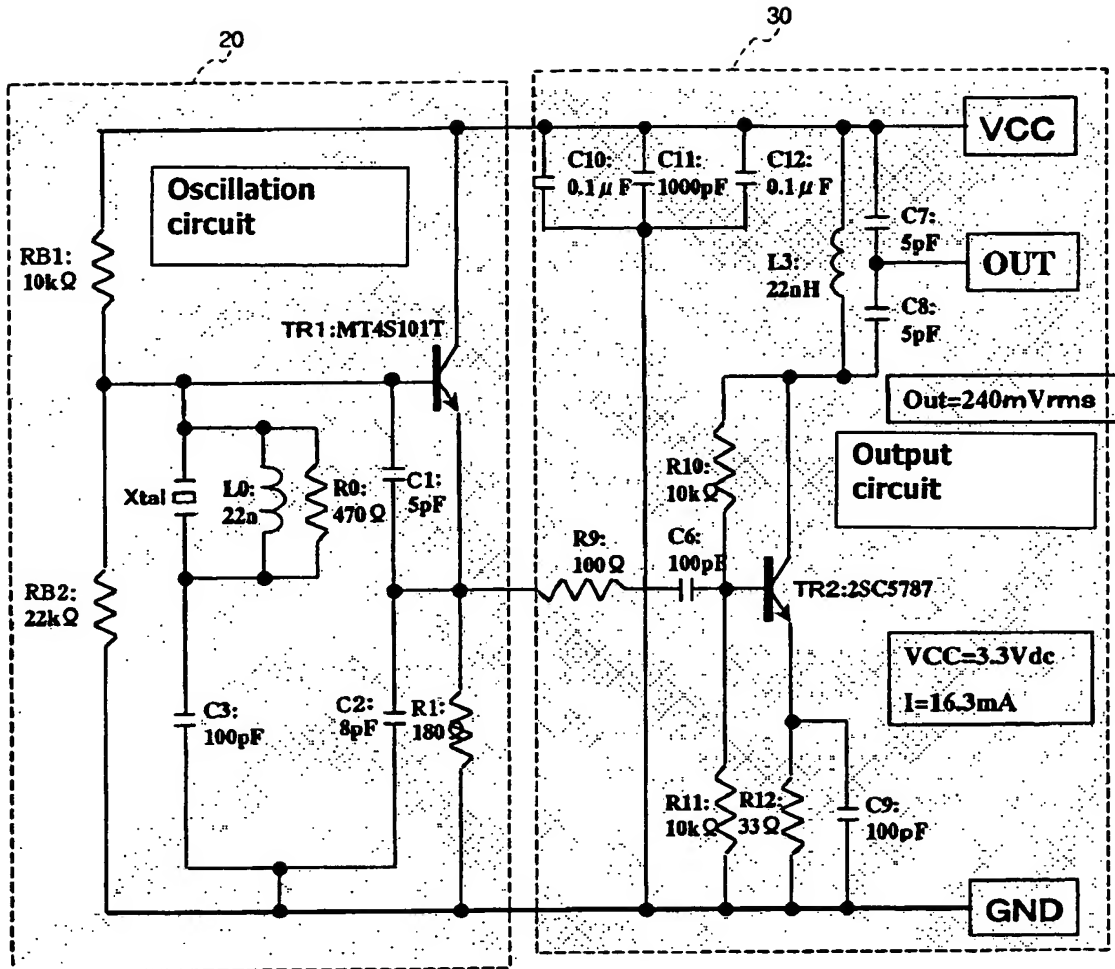 20
30
VCC
C10:
0.1μF
C11:
1000pF
C12:
0.1μF
Oscillation
circuit
C7:
5pF
RB1:
10kΩ
L3:
22nH
OUT
C8:
5pF
TR1:MT4S101T
Out=240mVrms
Xtal
L0:
22n
R0:
470Ω
C1:
5pF
R10:
10kΩ
Output
circuit
R9:
100Ω
C6:
100pF
RB2:
22kΩ
TR2:2SC5787
VCC=3.3Vdc
I=16.3mA
C3:
100pF
C2:
8pF
R1:
180Ω
R11:
10kΩ
R12:
33Ω
C9:
100pF
GND